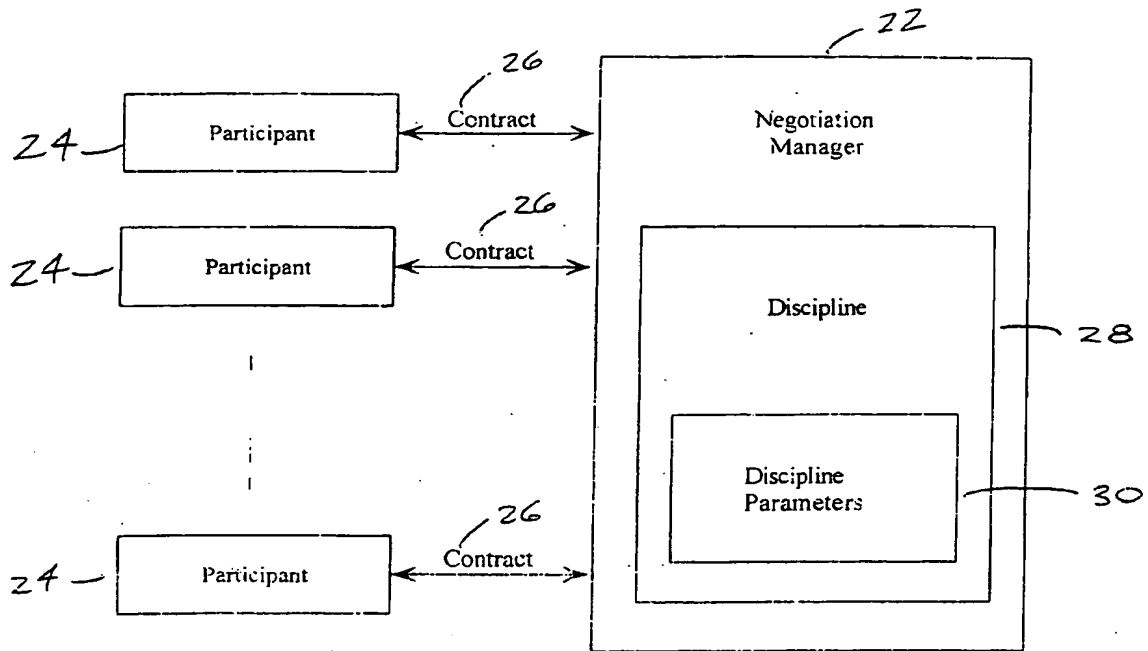 22
26
Participant
Contract
Negotiation
Manager
24
26
Participant
Contract
24
Discipline
28
Discipline
Parameters
30
26
Contract
Participant
24